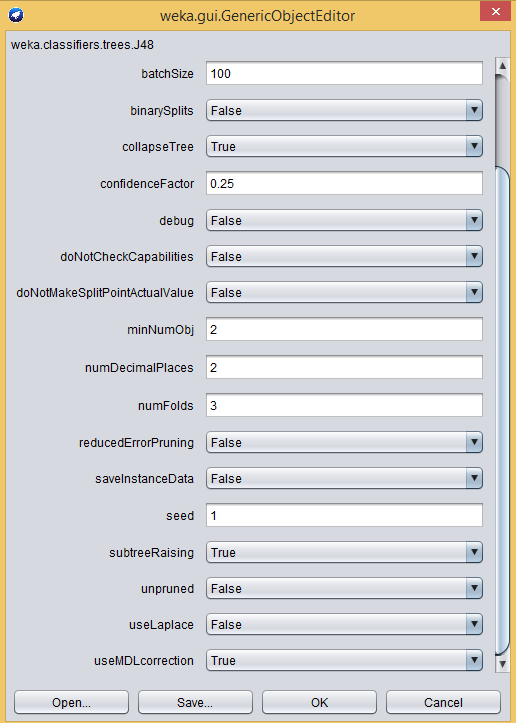 weka.gui.GenericObjectEditor
weka.classifiers.trees.J48
batchSize 100
binarySplits False
collapseTree True
confidenceFactor 0.25
debug False
doNotCheckCapabilities False
doNotMakeSplitPointActualValue False
minNumObj 2
numDecimalPlaces 2
numFolds 3
reducedErrorPruning False
saveInstanceData False
seed 1
subtreeRaising True
unpruned False
useLaplace False
useMDLcorrection True
Open... Save... OK Cancel